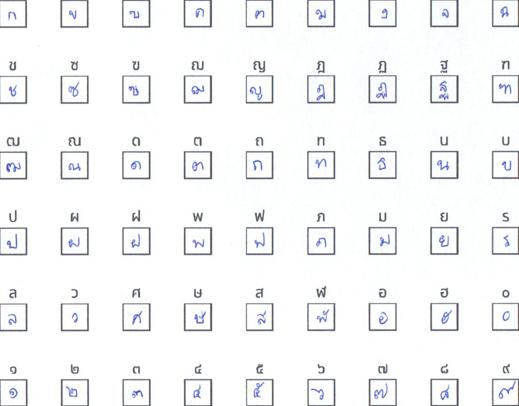 ก ข ฃ ค ฅ ฆ ง จ ฉ
ช ซ ฃ ฌ ญ ฎ ฏ ฐ ฑ
ช ซ ฃ ฌ ญ ฎ ฏ ฐ ฑ
ฒ ณ ด ต ถ ท ธ น บ
ฒ ณ ด ต ถ ท ธ น บ
ป ผ ฝ พ ฟ ภ ม ย ร
ป ผ ฝ พ ฟ ภ ม ย ร
ล ว ศ ษ ส ฬ อ ฮ ๐
ล ว ศ ษ ส ฬ อ ฮ ๐
๑ ๒ ๓ ๔ ๕ ๖ ๗ ๘ ๙
๑ ๒ ๓ ๔ ๕ ๖ ๗ ๘ ๙